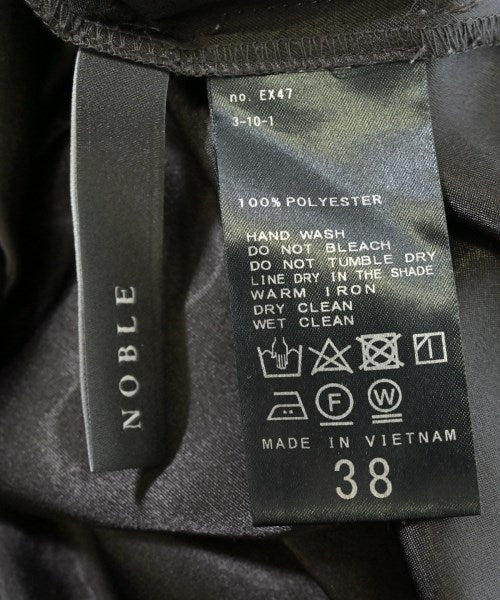 NOBLE
no. EX47
3-10-1
100% POLYESTER
HAND WASH
DO NOT BLEACH
DO NOT TUMBLE DRY
LINE DRY IN THE SHADE
WARM IRON
DRY CLEAN
WET CLEAN
F W
MADE IN VIETNAM
38